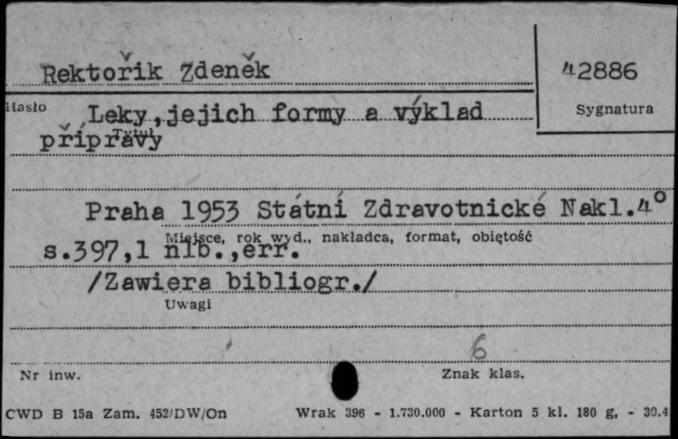 Rektořik Zdeněk
42886
Hasło
Leky,jejich formy a výklad
Sygnatura
přípravy
Tytuł
Praha 1953 Státní Zdravotnické Nakl.4°
Miejsce, rok wyd., nakładca, format, objętość
s.397,1 nlb.,err.
/Zawiera bibliogr./
Uwagi
6
Nr inw.
Znak klas.
CWD B 15a Zam. 452/DW/On
Wrak 396 - 1.730.000 - Karton 5 kl. 180 g, - 30.4